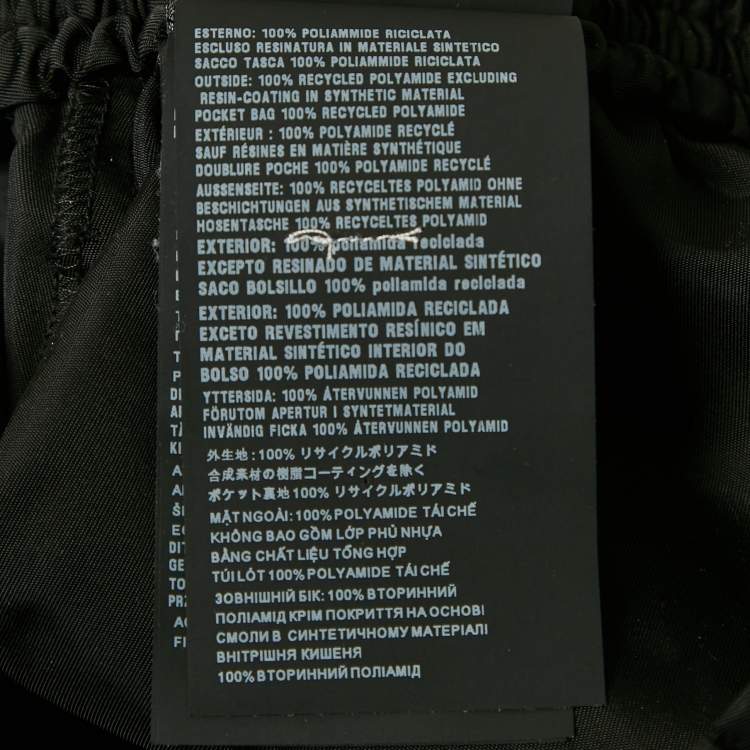 ESTERNO: 100% POLIAMMIDE RICICLATA
ESCLUSO RESINATURA IN MATERIALE SINTETICO
SACCO TASCA 100% POLIAMMIDE RICICLATA
OUTSIDE: 100% RECYCLED POLYAMIDE EXCLUDING
RESIN-COATING IN SYNTHETIC MATERIAL
POCKET BAG 100% RECYCLED POLYAMIDE
EXTÉRIEUR : 100% POLYAMIDE RECYCLÉ
SAUF RÉSINES EN MATIÈRE SYNTHÉTIQUE
DOUBLURE POCHE 100% POLYAMIDE RECYCLÉ
AUSSENSEITE: 100% RECYCELTES POLYAMID OHNE
BESCHICHTUNGEN AUS SYNTHETISCHEM MATERIAL
HOSENTASCHE 100% RECYCELTES POLYAMID
EXTERIOR: 100% poliamida reciclada
EXCEPTO RESINADO DE MATERIAL SINTÉTICO
SACO BOLSILLO 100% poliamida reciclada
EXTERIOR: 100% POLIAMIDA RECICLADA
EXCETO REVESTIMENTO RESÍNICO EM
MATERIAL SINTÉTICO INTERIOR DO
BOLSO 100% POLIAMIDA RECICLADA
YTTERSIDA: 100% ÅTERVUNNEN POLYAMID
FÖRUTOM APERTUR I SYNTETMATERIAL
INVÄNDIG FICKA 100% ÅTERVUNNEN POLYAMID
外生地:100% リサイクルポリアミド
合成素材の樹脂コーティングを除く
ポケット裏地100% リサイクルポリアミド
MẶT NGOÀI:100% POLYAMIDE TÁI CHẾ
KHÔNG BAO GỒM LỚP PHỦ NHỰA
BẰNG CHẤT LIỆU TỔNG HỢP
TÚI LÓT 100% POLYAMIDE TÁI CHẾ
ЗОВНІШНІЙ БІК: 100% ВТОРИННИЙ
ПОЛІАМІД КРІМ ПОКРИТТЯ НА ОСНОВІ
СМОЛИ В СИНТЕТИЧНОМУ МАТЕРІАЛІ
ВНІТРІШНЯ КИШЕНЯ
100% ВТОРИННИЙ ПОЛІАМІД